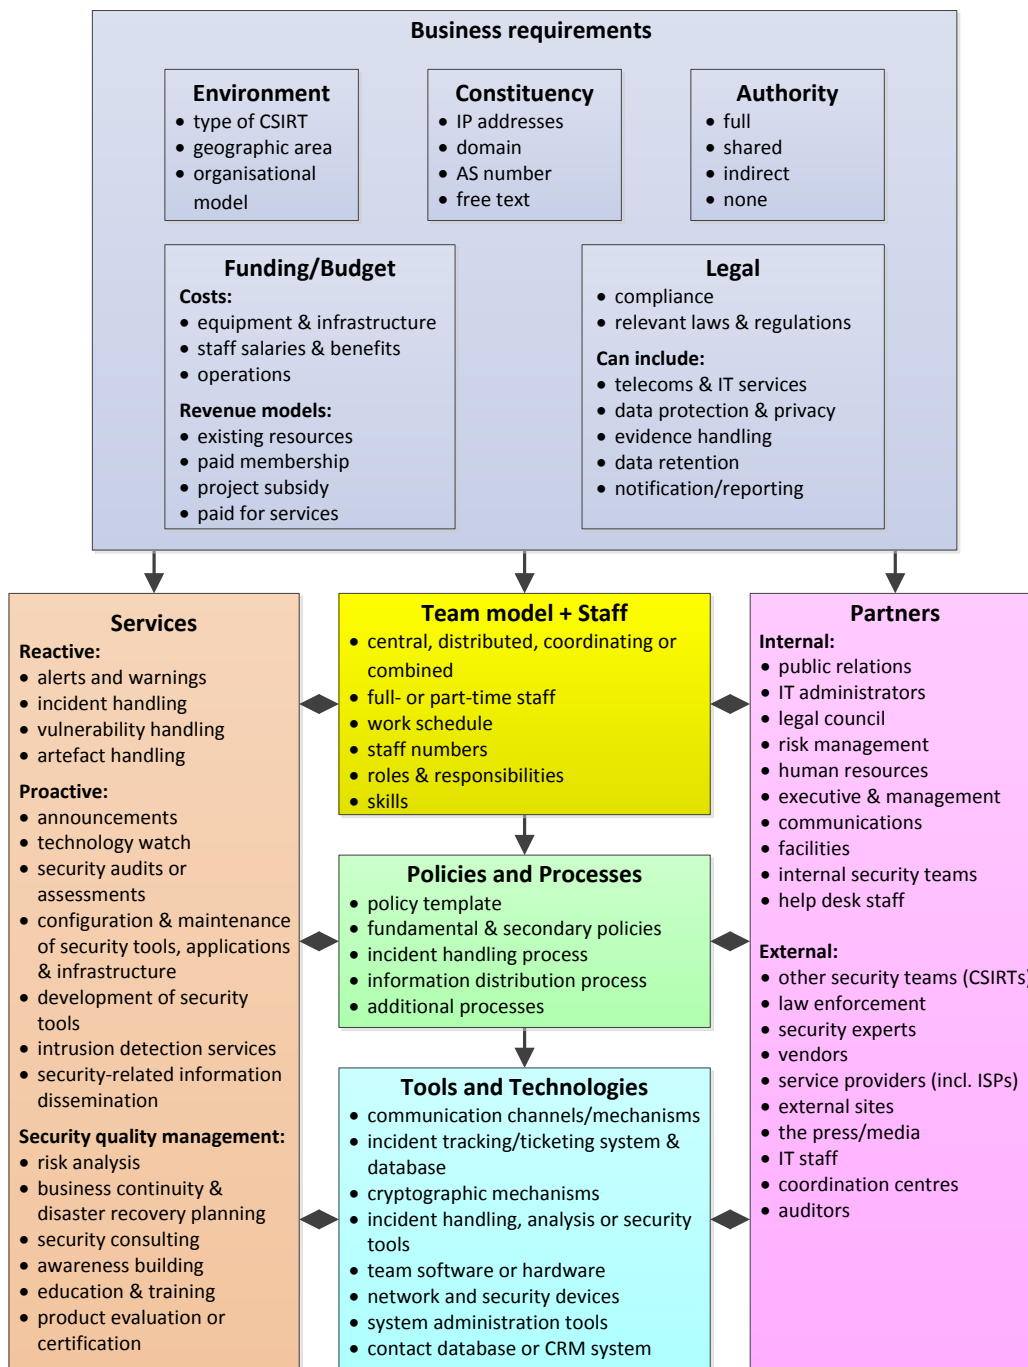 Business requirements
Environment
• type of CSIRT
• geographic area
• organisational
model
Constituency
• IP addresses
• domain
• AS number
• free text
Authority
• full
• shared
• indirect
• none
Funding/Budget
Costs:
• equipment & infrastructure
• staff salaries & benefits
• operations
Revenue models:
• existing resources
• paid membership
• project subsidy
• paid for services
Legal
• compliance
• relevant laws & regulations
Can include:
• telecoms & IT services
• data protection & privacy
• evidence handling
• data retention
• notification/reporting
Services
Reactive:
• alerts and warnings
• incident handling
• vulnerability handling
• artefact handling
Proactive:
• announcements
• technology watch
• security audits or
assessments
• configuration & maintenance
of security tools, applications
& infrastructure
• development of security
tools
• intrusion detection services
• security-related information
dissemination
Security quality management:
• risk analysis
• business continuity &
disaster recovery planning
• security consulting
• awareness building
• education & training
• product evaluation or
certification
Team model + Staff
• central, distributed, coordinating or
combined
• full- or part-time staff
• work schedule
• staff numbers
• roles & responsibilities
• skills
Policies and Processes
• policy template
• fundamental & secondary policies
• incident handling process
• information distribution process
• additional processes
Tools and Technologies
• communication channels/mechanisms
• incident tracking/ticketing system &
database
• cryptographic mechanisms
• incident handling, analysis or security
tools
• team software or hardware
• network and security devices
• system administration tools
• contact database or CRM system
Partners
Internal:
• public relations
• IT administrators
• legal council
• risk management
• human resources
• executive & management
• communications
• facilities
• internal security teams
• help desk staff
External:
• other security teams (CSIRTs)
• law enforcement
• security experts
• vendors
• service providers (incl. ISPs)
• external sites
• the press/media
• IT staff
• coordination centres
• auditors